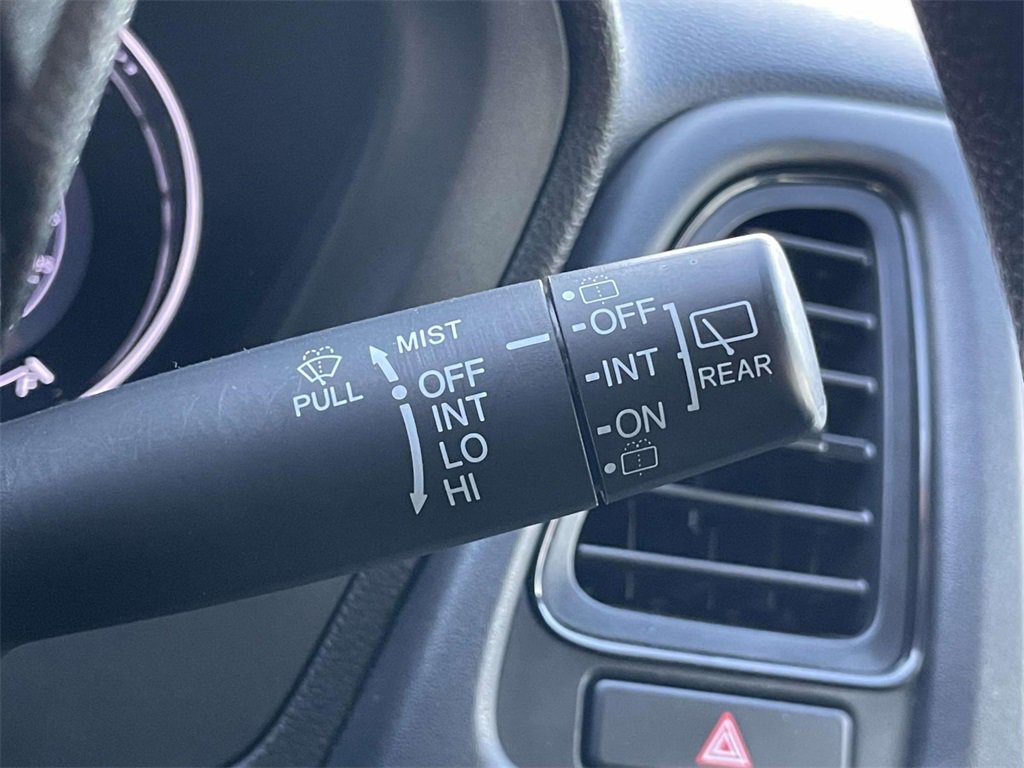 MIST
PULL
OFF
INT
LO
HI
OFF
INT
ON
REAR